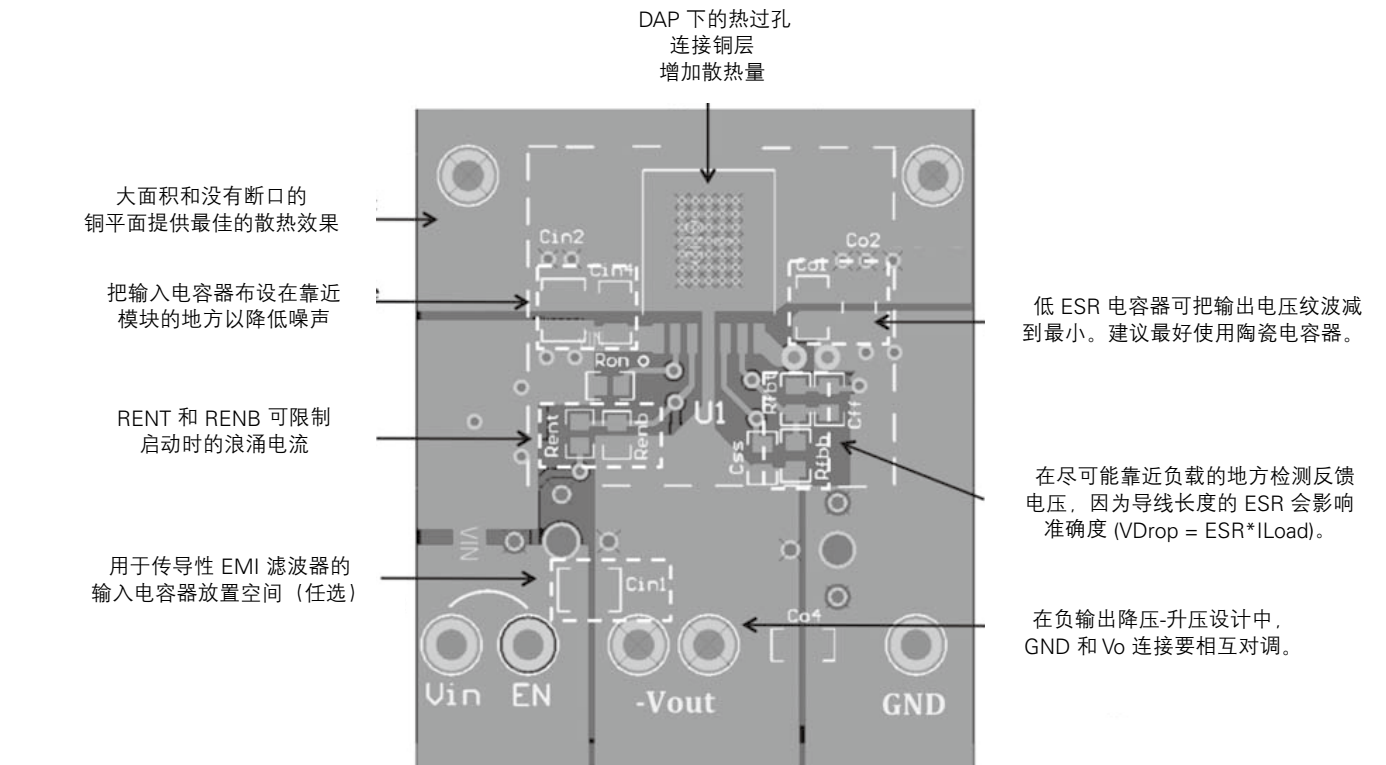 DAP 下的热过孔
连接铜层
增加散热量
大面积和没有断口的
铜平面提供最佳的散热效果
把输入电容器布设在靠近
模块的地方以降低噪声
RENT 和 RENB 可限制
启动时的浪涌电流
用于传导性 EMI 滤波器的
输入电容器放置空间（任选）
Cin2
Cin4
Co2
Co1
Ron
U1
Rfbt
Cff
Rent
Renb
Css
Rfbb
VIN
Cin1
Co4
Vin
EN
-Vout
GND
低 ESR 电容器可把输出电压纹波减
到最小。建议最好使用陶瓷电容器。
在尽可能靠近负载的地方检测反馈
电压，因为导线长度的 ESR 会影响
准确度 (VDrop = ESR*ILoad)。
在负输出降压-升压设计中，
GND 和 Vo 连接要相互对调。